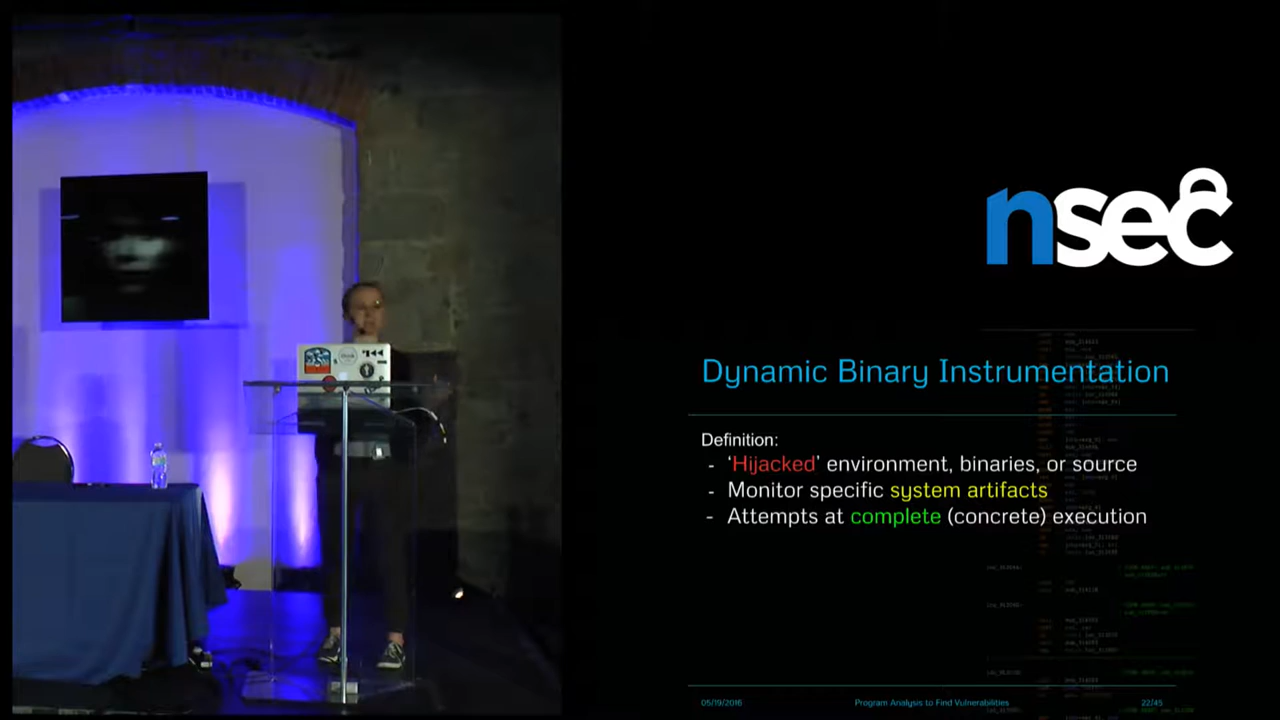 nsec
Dynamic Binary Instrumentation
Definition:
- ‘Hijacked’ environment, binaries, or source
- Monitor specific system artifacts
- Attempts at complete (concrete) execution
05/19/2016
Program Analysis to Find Vulnerabilities
22/45